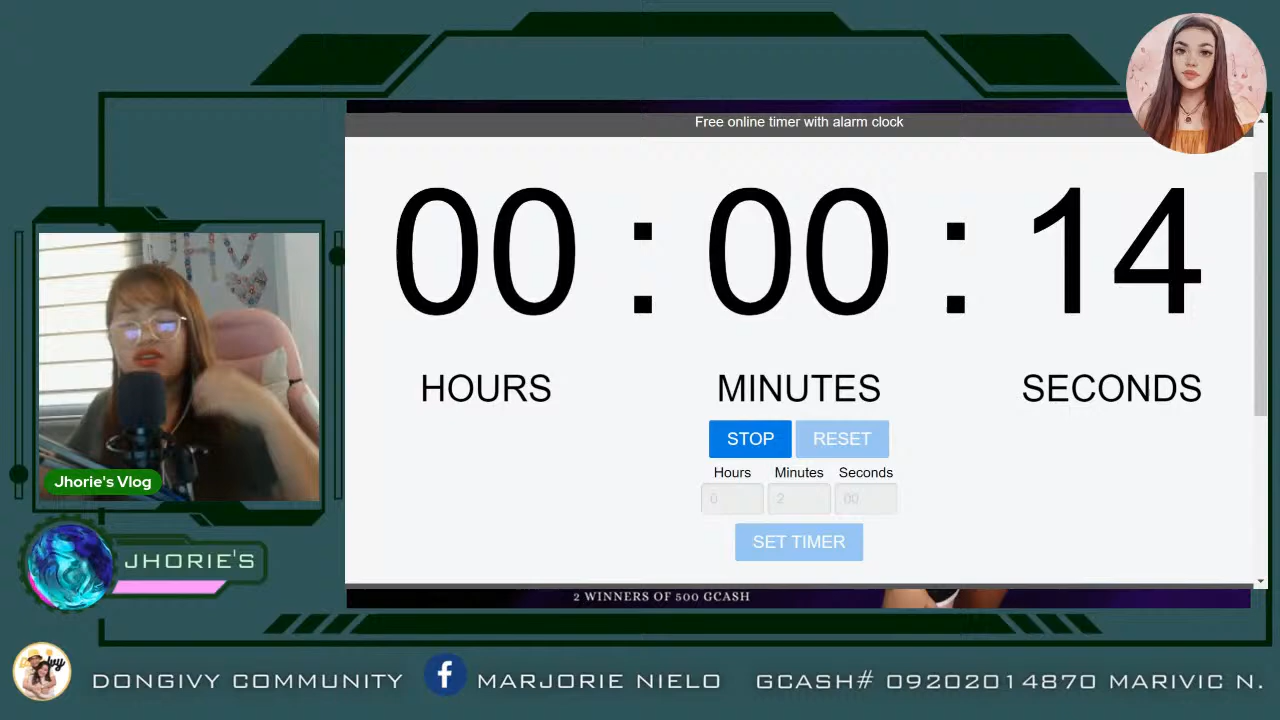 Free online timer with alarm clock
00 : 00 : 14
HOURS MINUTES SECONDS
STOP RESET
Hours Minutes Seconds
0 2 00
SET TIMER
2 WINNERS OF 500 GCASH
Jhorie's Vlog
JHORIE'S
DONGIVY COMMUNITY f MARJORIE NIELO GCASH# 09202014870 MARIVIC N.